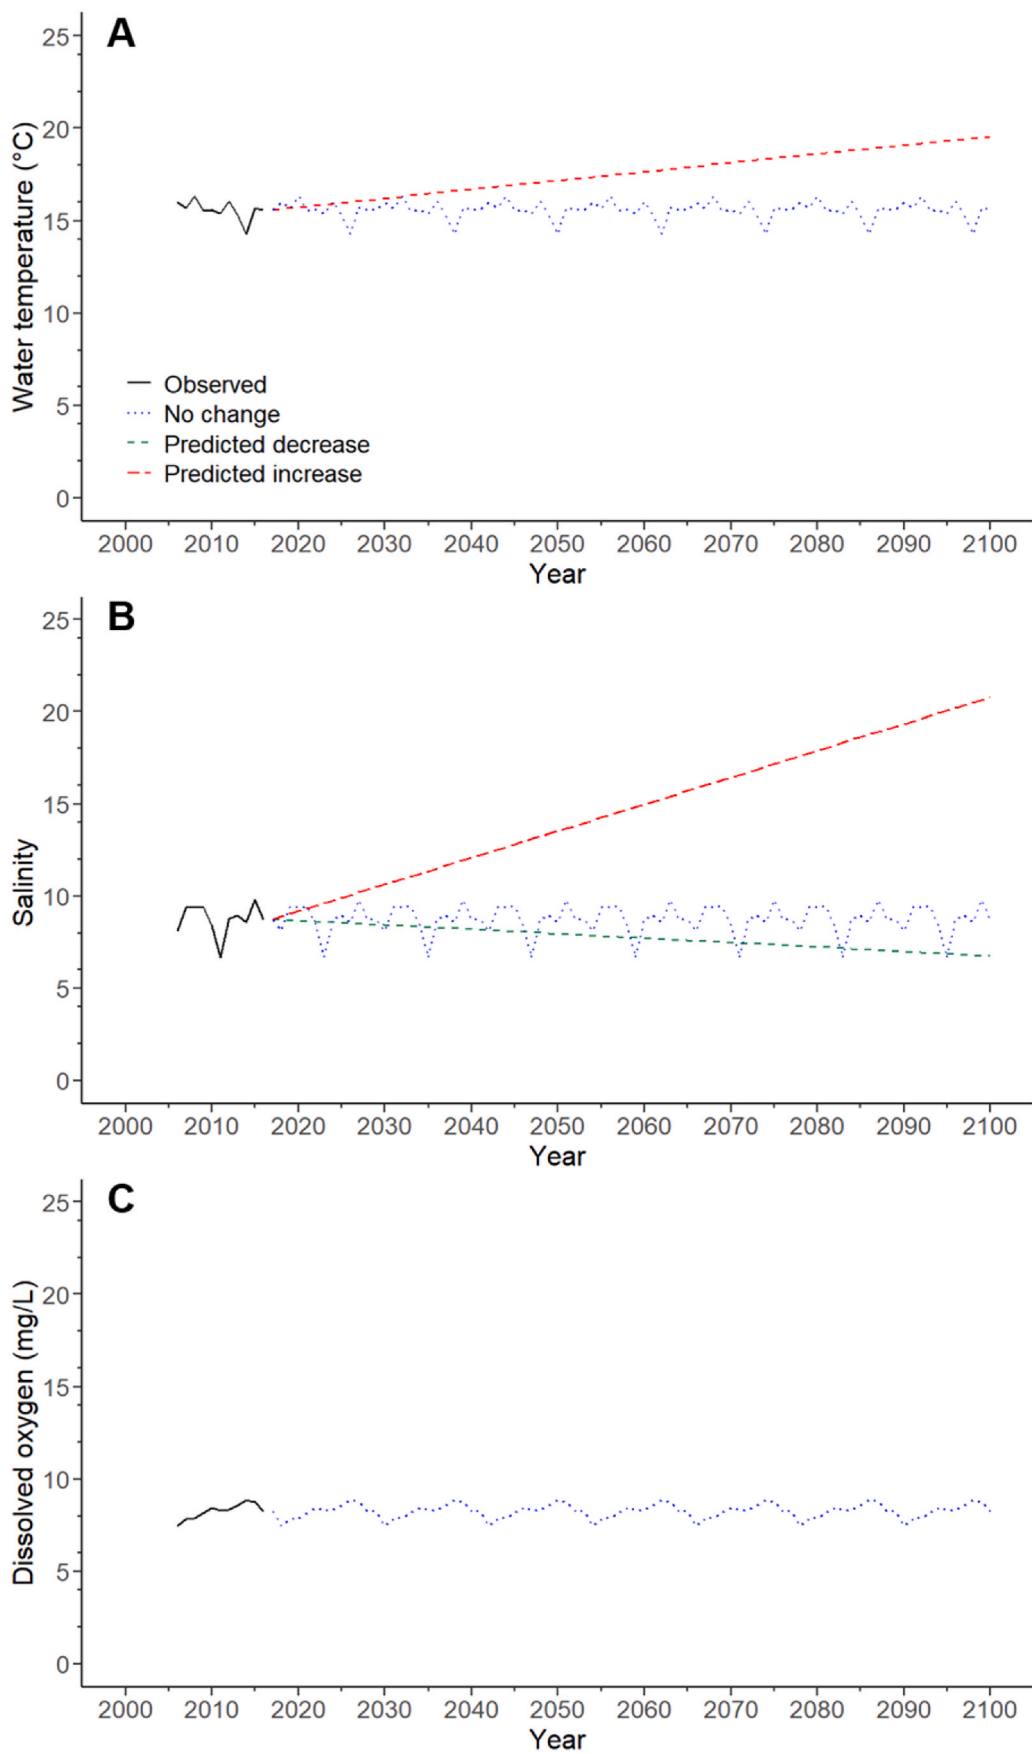 A
25
20
15
10
5
0
Water temperature (°C)
Observed
No change
Predicted decrease
Predicted increase
2000 2010 2020 2030 2040 2050 2060 2070 2080 2090 2100
Year
B
25
20
15
10
5
0
Salinity
2000 2010 2020 2030 2040 2050 2060 2070 2080 2090 2100
Year
C
25
20
15
10
5
0
Dissolved oxygen (mg/L)
2000 2010 2020 2030 2040 2050 2060 2070 2080 2090 2100
Year